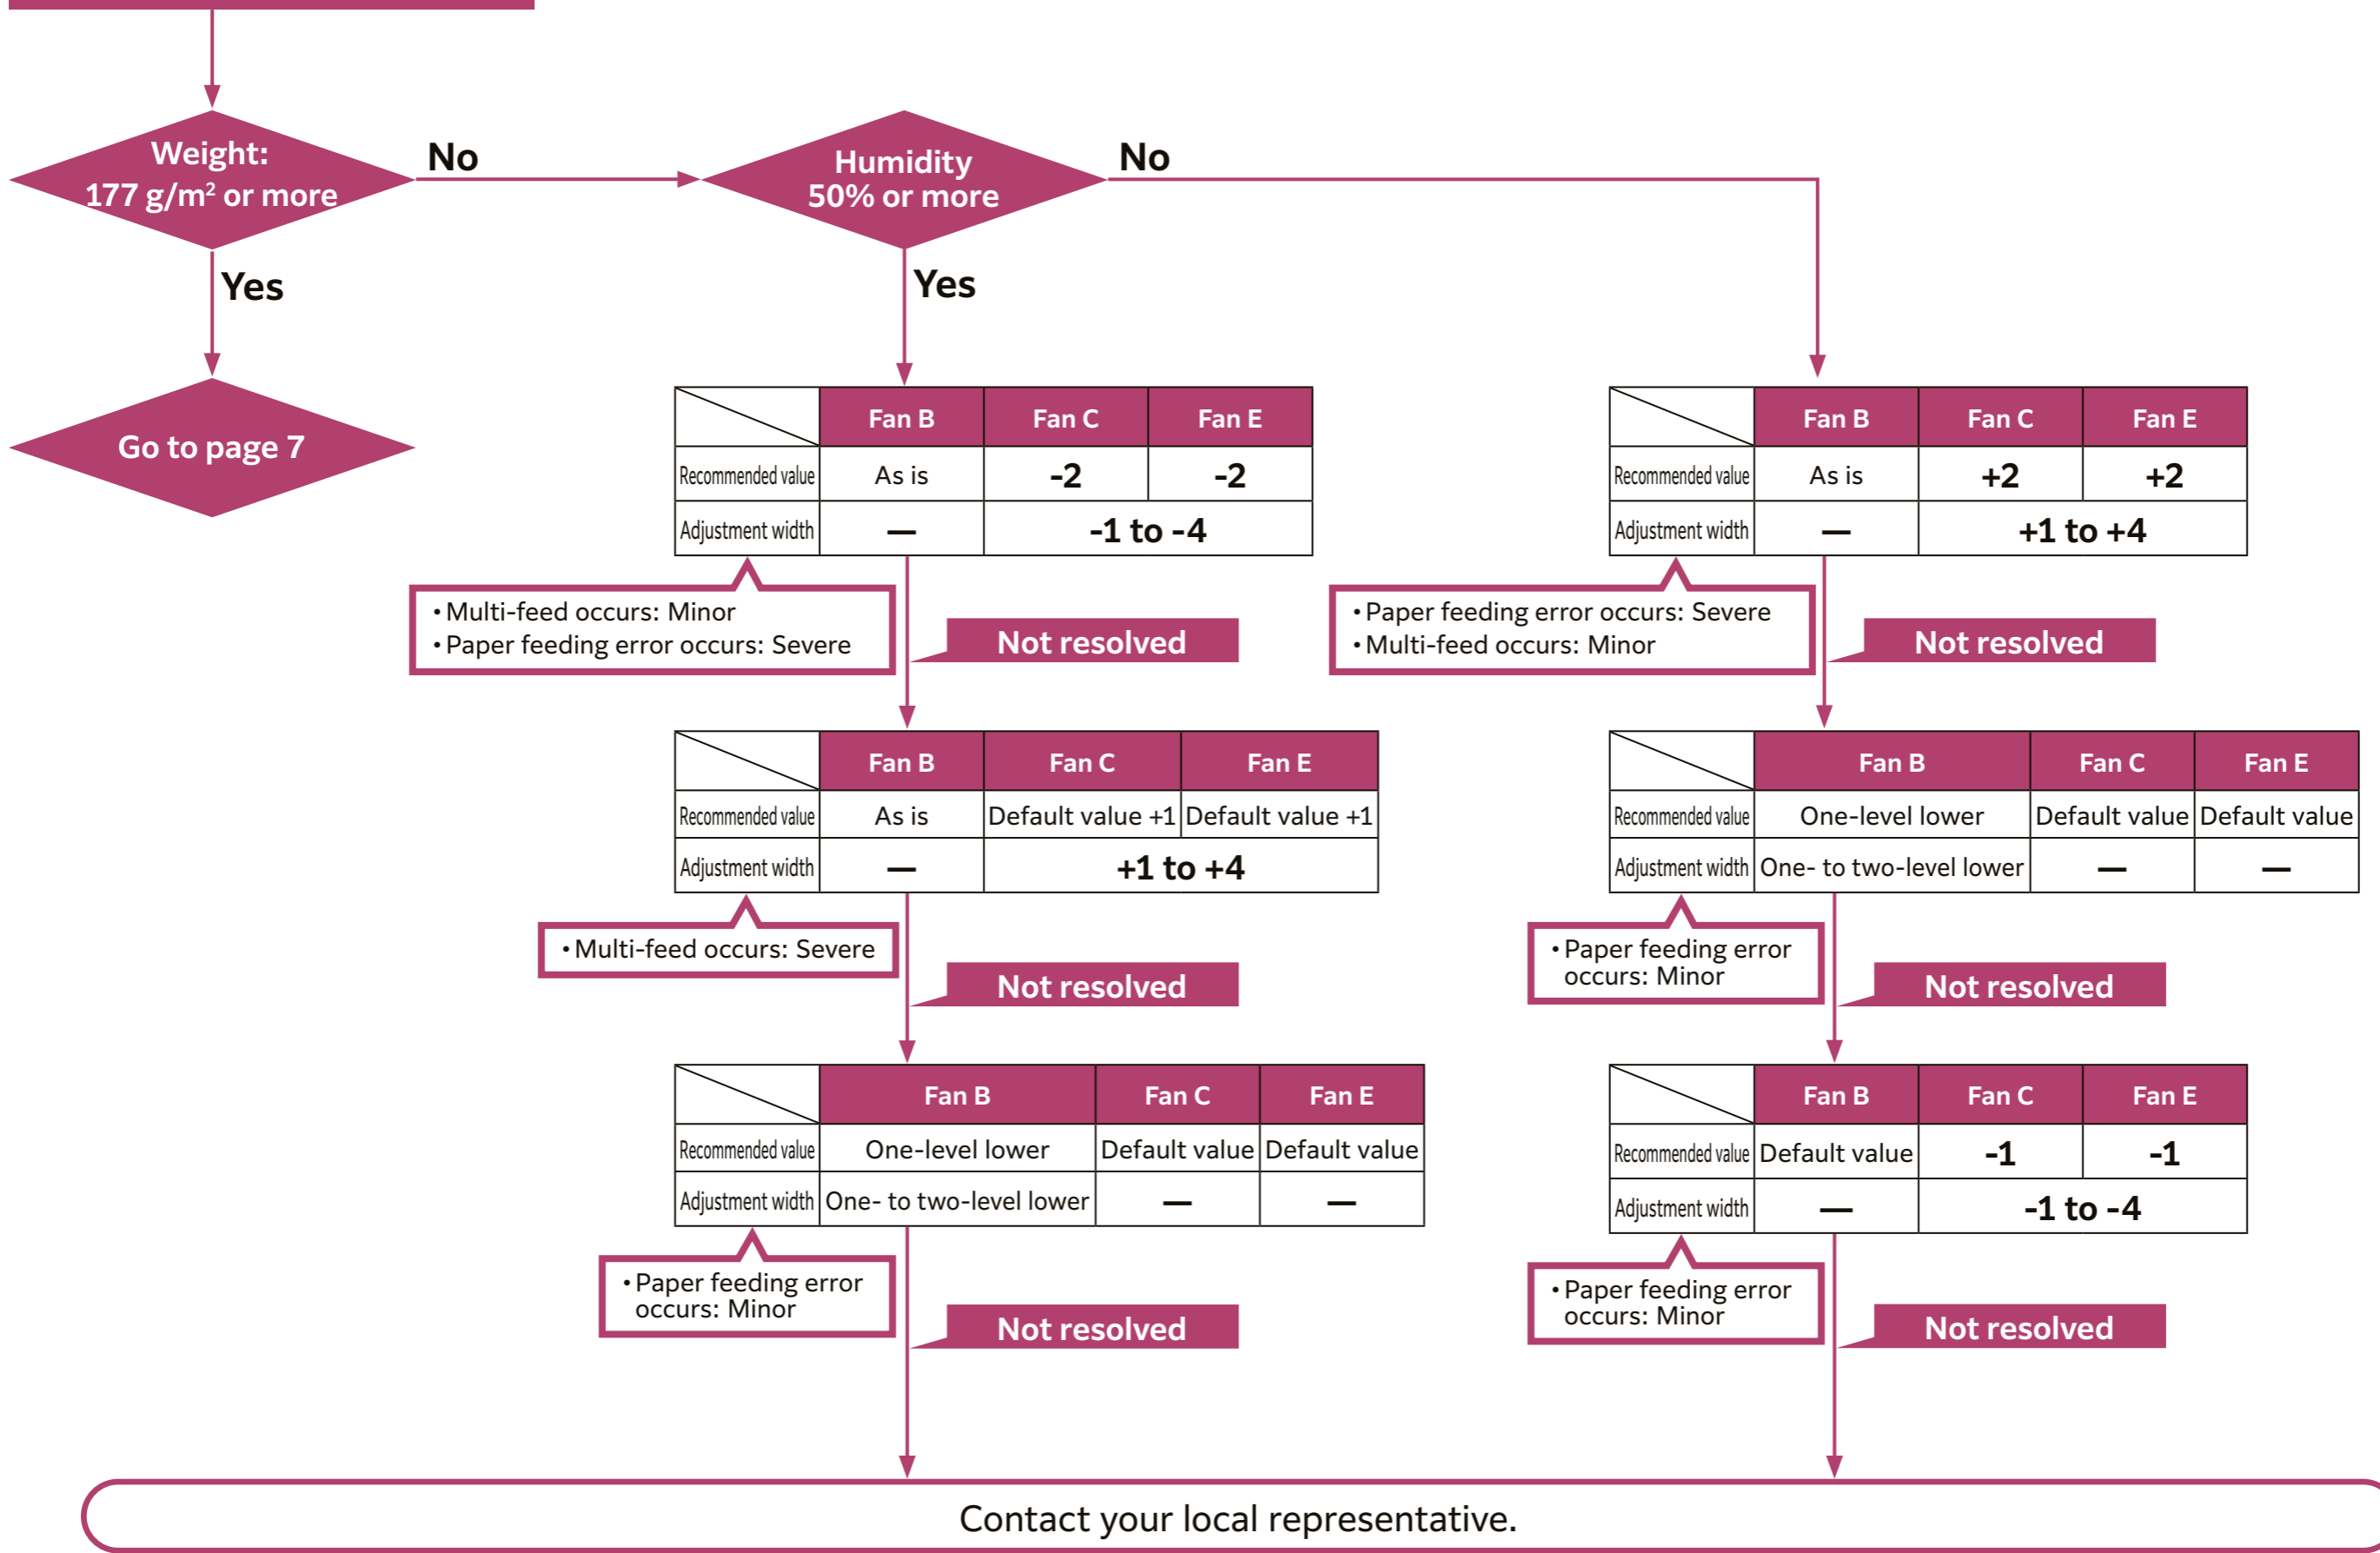 Weight:
177 g/m² or more
No
Humidity
50% or more
No
Yes
Yes
Go to page 7
Fan B Fan C Fan E
Recommended value As is -2 -2
Adjustment width — -1 to -4
• Multi-feed occurs: Minor
• Paper feeding error occurs: Severe
Not resolved
Fan B Fan C Fan E
Recommended value As is Default value +1 Default value +1
Adjustment width — +1 to +4
• Multi-feed occurs: Severe
Not resolved
Fan B Fan C Fan E
Recommended value One-level lower Default value Default value
Adjustment width One- to two-level lower — —
• Paper feeding error
occurs: Minor
Not resolved
Fan B Fan C Fan E
Recommended value As is +2 +2
Adjustment width — +1 to +4
• Paper feeding error occurs: Severe
• Multi-feed occurs: Minor
Not resolved
Fan B Fan C Fan E
Recommended value One-level lower Default value Default value
Adjustment width One- to two-level lower — —
• Paper feeding error
occurs: Minor
Not resolved
Fan B Fan C Fan E
Recommended value Default value -1 -1
Adjustment width — -1 to -4
• Paper feeding error
occurs: Minor
Not resolved
Contact your local representative.